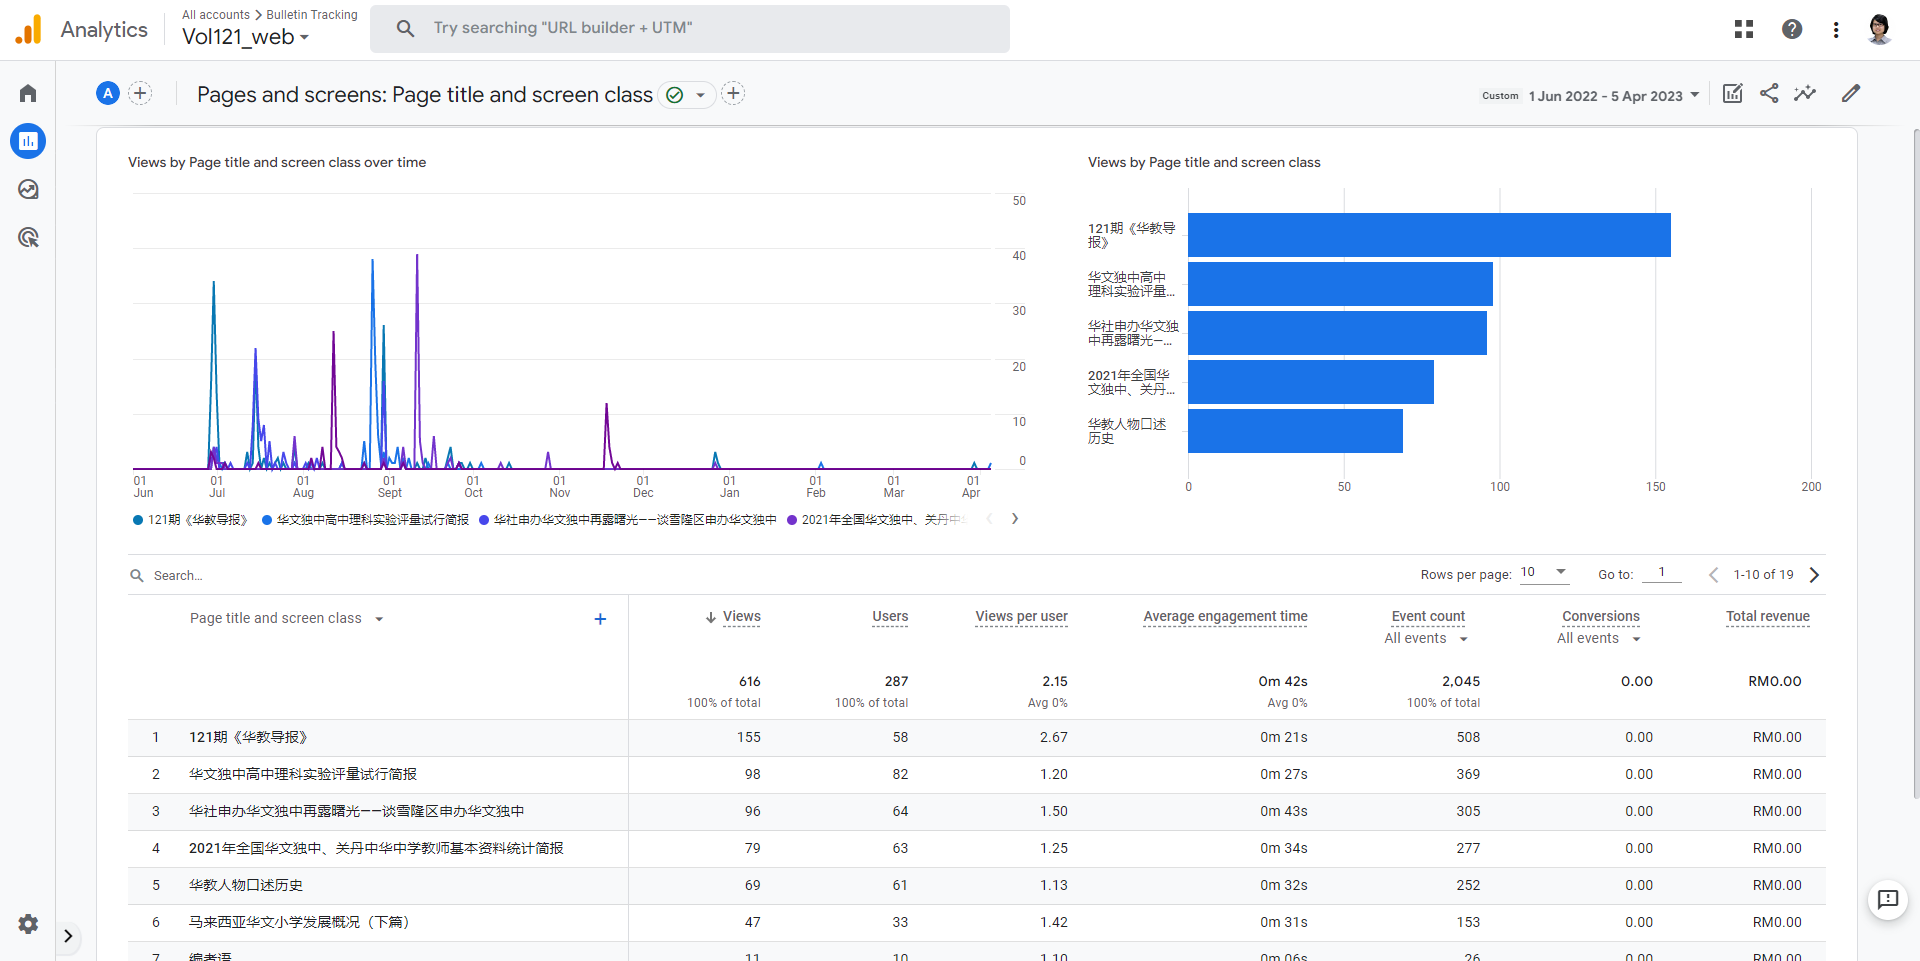 Analytics
All accounts > Bulletin Tracking
Vol121_web
Try searching "URL builder + UTM"
A
Pages and screens: Page title and screen class
Custom 1 Jun 2022 - 5 Apr 2023
Views by Page title and screen class over time
50
40
30
20
10
0
01 Jun
01 Jul
01 Aug
01 Sept
01 Oct
01 Nov
01 Dec
01 Jan
01 Feb
01 Mar
01 Apr
121期《华教导报》 华文独中高中理科实验评量试行简报 华社申办华文独中再露曙光——谈雪隆区申办华文独中 2021年全国华文独中、关丹中华
Views by Page title and screen class
121期《华教导
报》
华文独中高中
理科实验评量...
华社申办华文独
中再露曙光—...
2021年全国华
文独中、关丹...
华教人物口述
历史
0 50 100 150 200
Search...
Rows per page: 10 Go to: 1 1-10 of 19
Page title and screen class Views Users Views per user Average engagement time Event count Conversions Total revenue
All events All events
616 287 2.15 0m 42s 2,045 0.00 RM0.00
100% of total 100% of total Avg 0% Avg 0% 100% of total
1 121期《华教导报》 155 58 2.67 0m 21s 508 0.00 RM0.00
2 华文独中高中理科实验评量试行简报 98 82 1.20 0m 27s 369 0.00 RM0.00
3 华社申办华文独中再露曙光——谈雪隆区申办华文独中 96 64 1.50 0m 43s 305 0.00 RM0.00
4 2021年全国华文独中、关丹中华中学教师基本资料统计简报 79 63 1.25 0m 34s 277 0.00 RM0.00
5 华教人物口述历史 69 61 1.13 0m 32s 252 0.00 RM0.00
6 马来西亚华文小学发展概况（下篇） 47 33 1.42 0m 31s 153 0.00 RM0.00
7 编者语 11 10 1.10 0m 06s 26 0.00 RM0.00